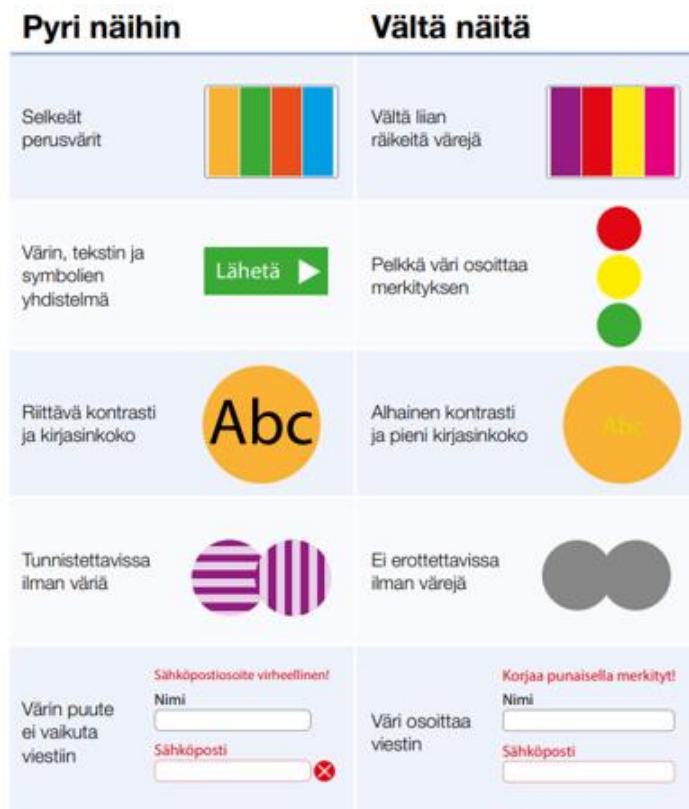 Pyri näihin
Vältä näitä
Selkeät
perusvärit
Vältä liian
räikeitä värejä
Värin, tekstin ja
symbolien
yhdistelmä
Lähetä
Pelkkä väri osoittaa
merkityksen
Riittävä kontrasti
ja kirjasinkoko
Abc
Alhainen kontrasti
ja pieni kirjasinkoko
Abc
Tunnistettavissa
ilman väriä
Ei erottettavissa
ilman värejä
Värin puute
ei vaikuta
viestiin
Sähköpostiosoite virheellinen!
Nimi
Sähköposti
Väri osoittaa
viestin
Korjaa punaisella merkityt!
Nimi
Sähköposti